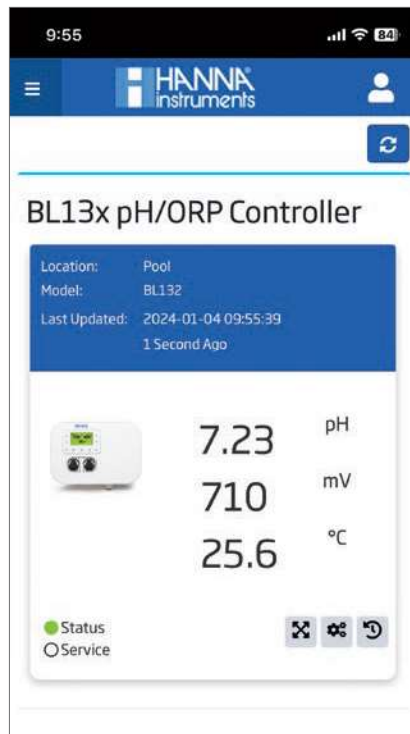 9:55
84
HANNA
instruments
BL13x pH/ORP Controller
Location: Pool
Model: BL132
Last Updated: 2024-01-04 09:55:39
1 Second Ago
7.23 pH
710 mV
25.6 °C
Status
Service